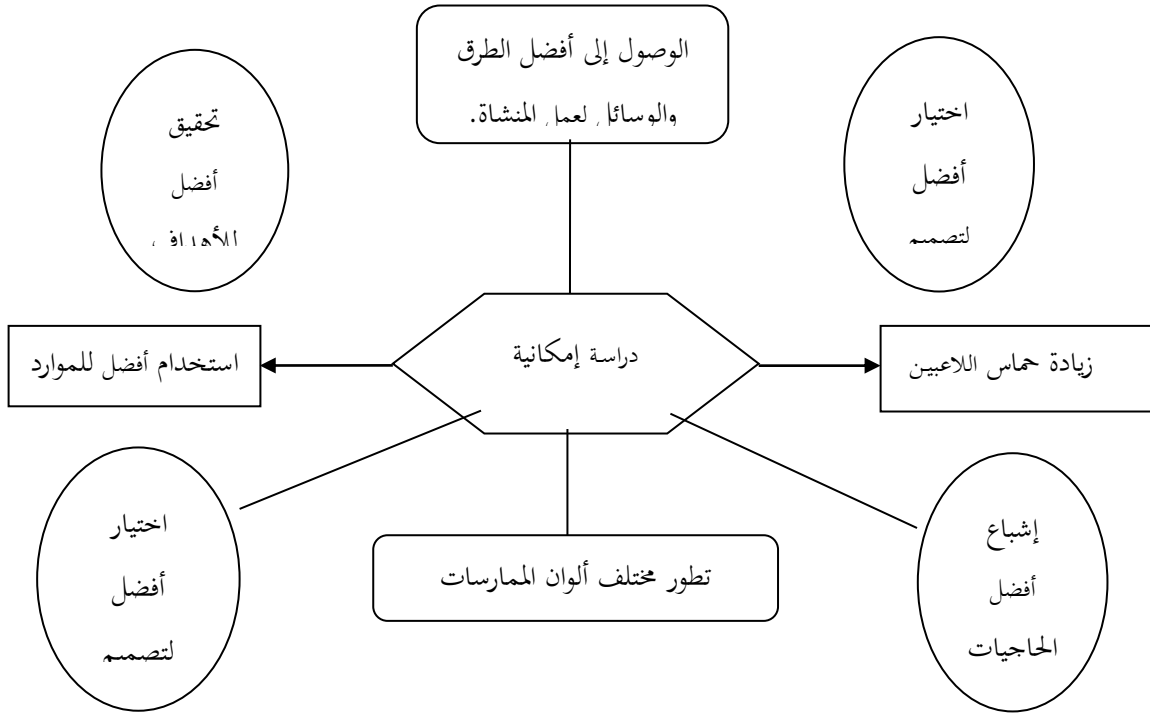 الوصول إلى أفضل الطرق
والوسائل لعمل المنشاة.
اختيار
أفضل
لتصميم
تحقيق
أفضل
للأهداف
زيادة حماس اللاعبين
دراسة إمكانية
استخدام أفضل للموارد
إشباع
أفضل
الحاجيات
تطور مختلف ألوان الممارسات
اختيار
أفضل
لتصميم